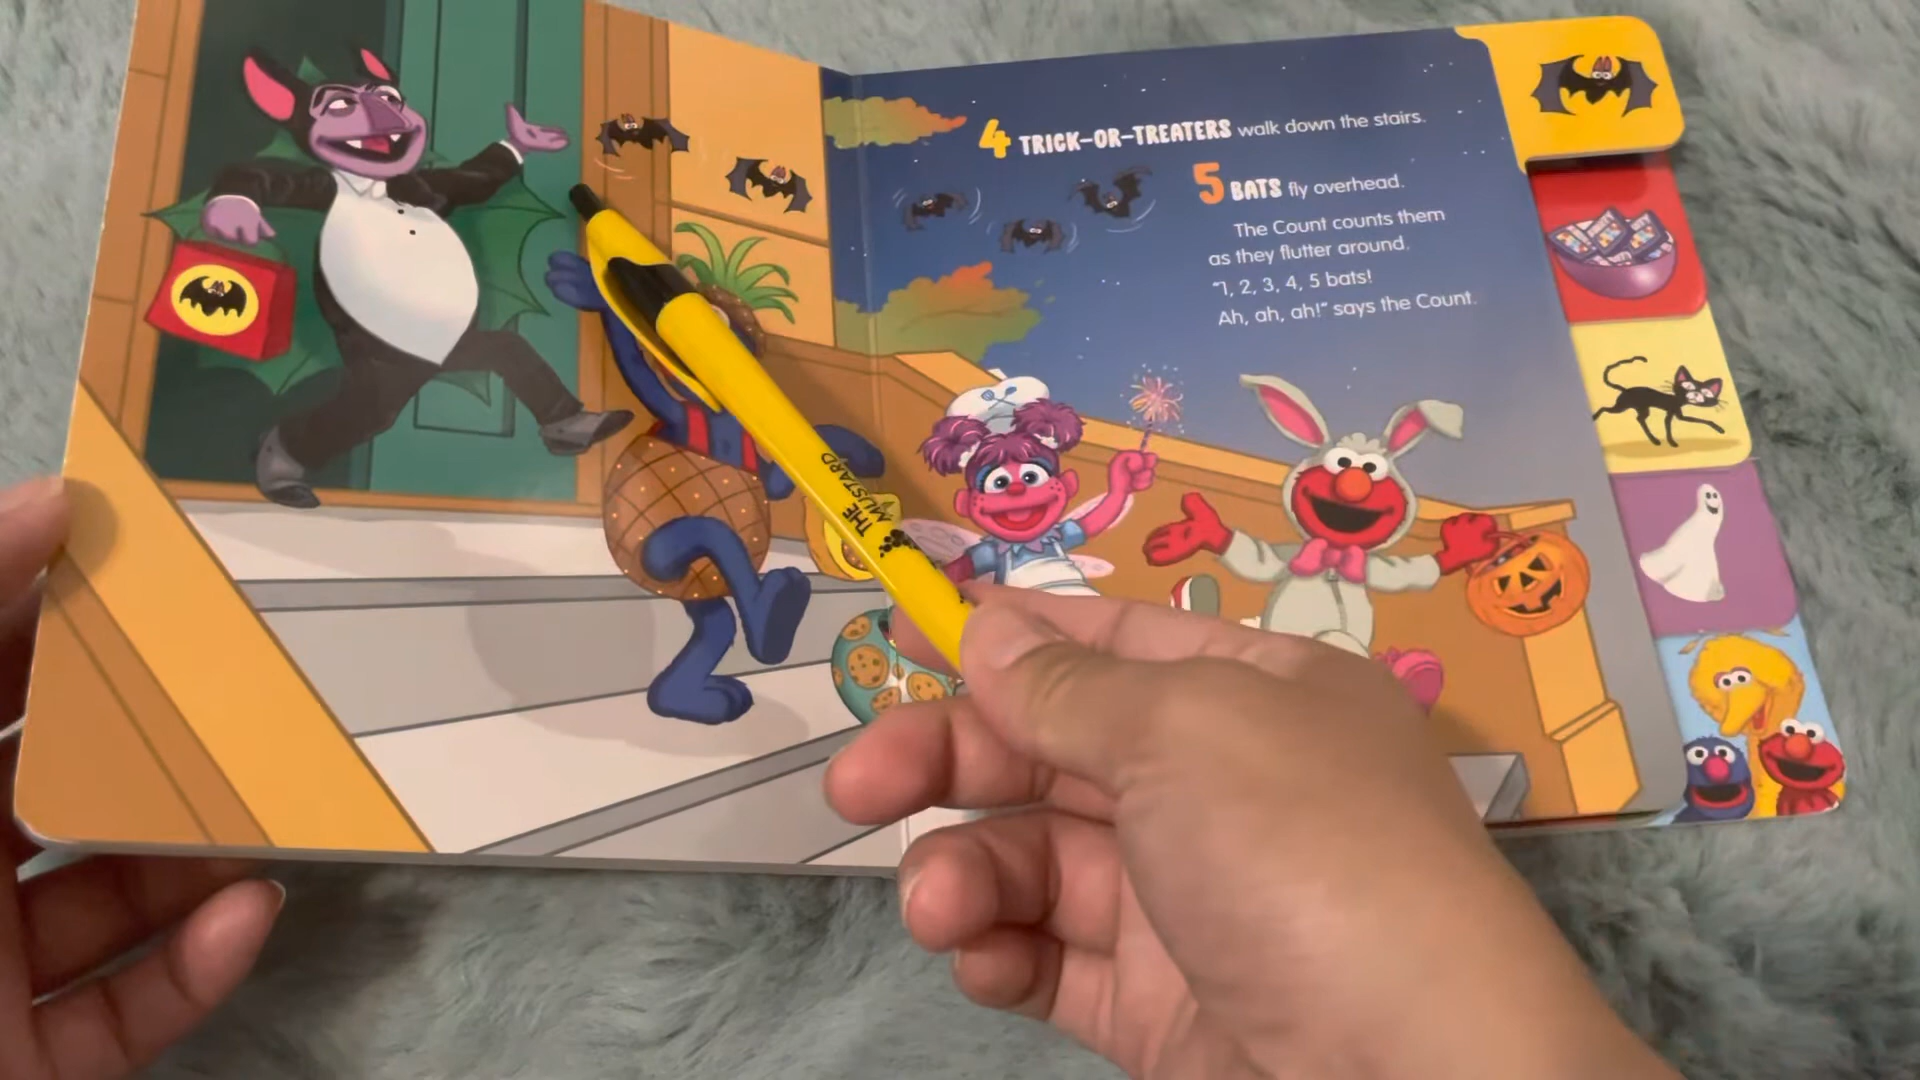 4 TRICK-OR-TREATERS walk down the stairs.
5 BATS fly overhead.
The Count counts them
as they flutter around.
"1, 2, 3, 4, 5 bats!
Ah, ah, ah!" says the Count.
THE
MUSTARD